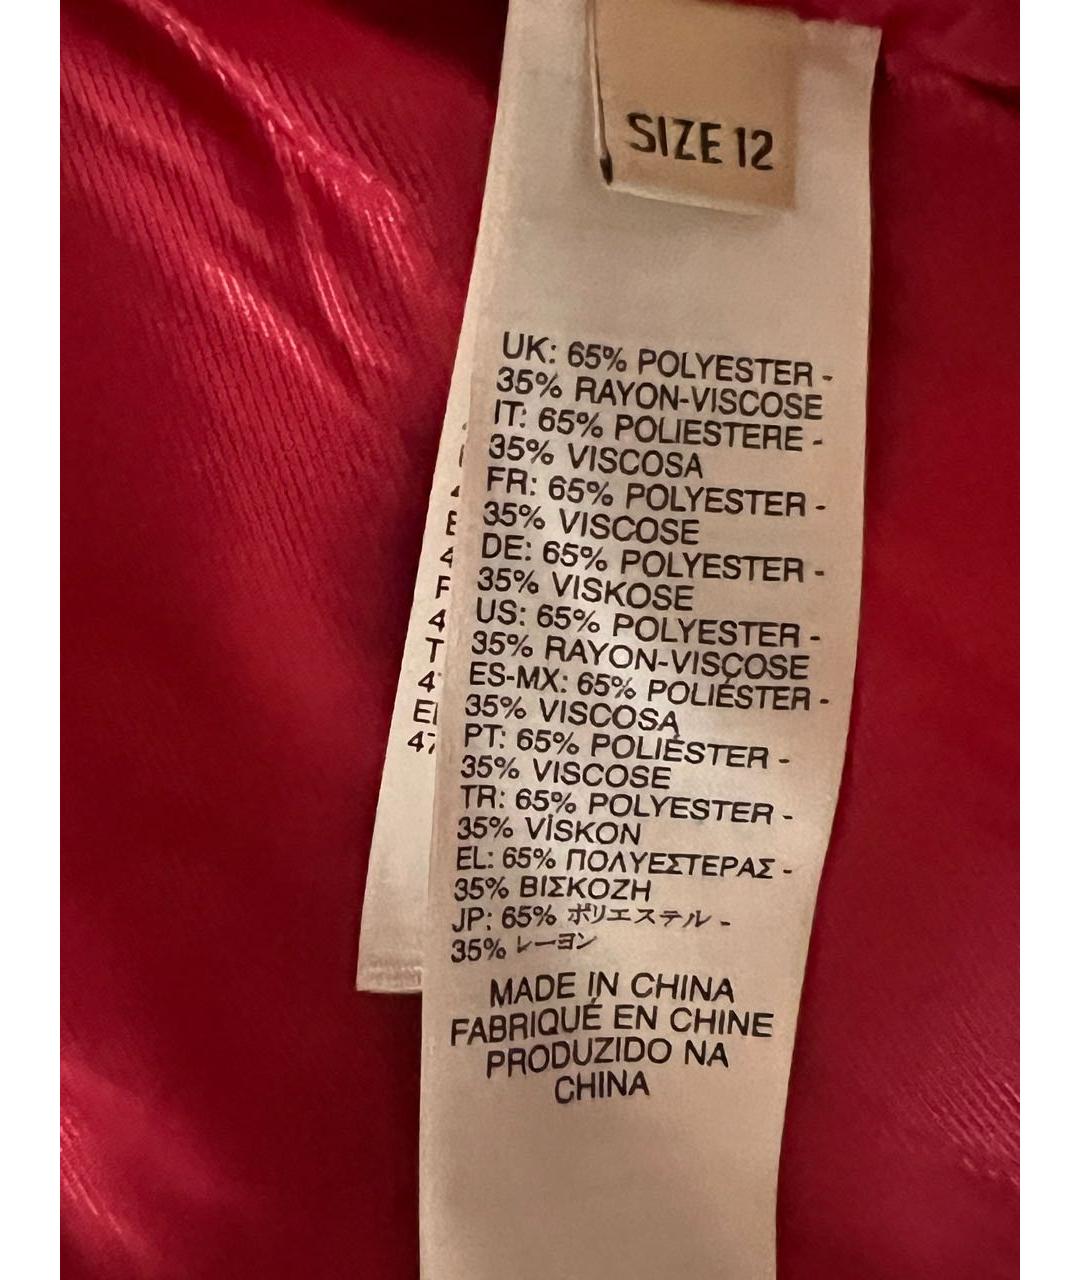 SIZE 12
UK: 65% POLYESTER -
35% RAYON-VISCOSE
IT: 65% POLIESTERE -
35% VISCOSA
FR: 65% POLYESTER -
35% VISCOSE
DE: 65% POLYESTER -
35% VISKOSE
US: 65% POLYESTER -
35% RAYON-VISCOSE
ES-MX: 65% POLIÉSTER -
35% VISCOSA
PT: 65% POLIÉSTER -
35% VISCOSE
TR: 65% POLYESTER -
35% VİSKON
EL: 65% ΠΟΛΥΕΣΤΕΡΑΣ -
35% ΒΙΣΚΟΖΗ
JP: 65% ポリエステル -
35% レーヨン
MADE IN CHINA
FABRIQUÉ EN CHINE
PRODUZIDO NA
CHINA